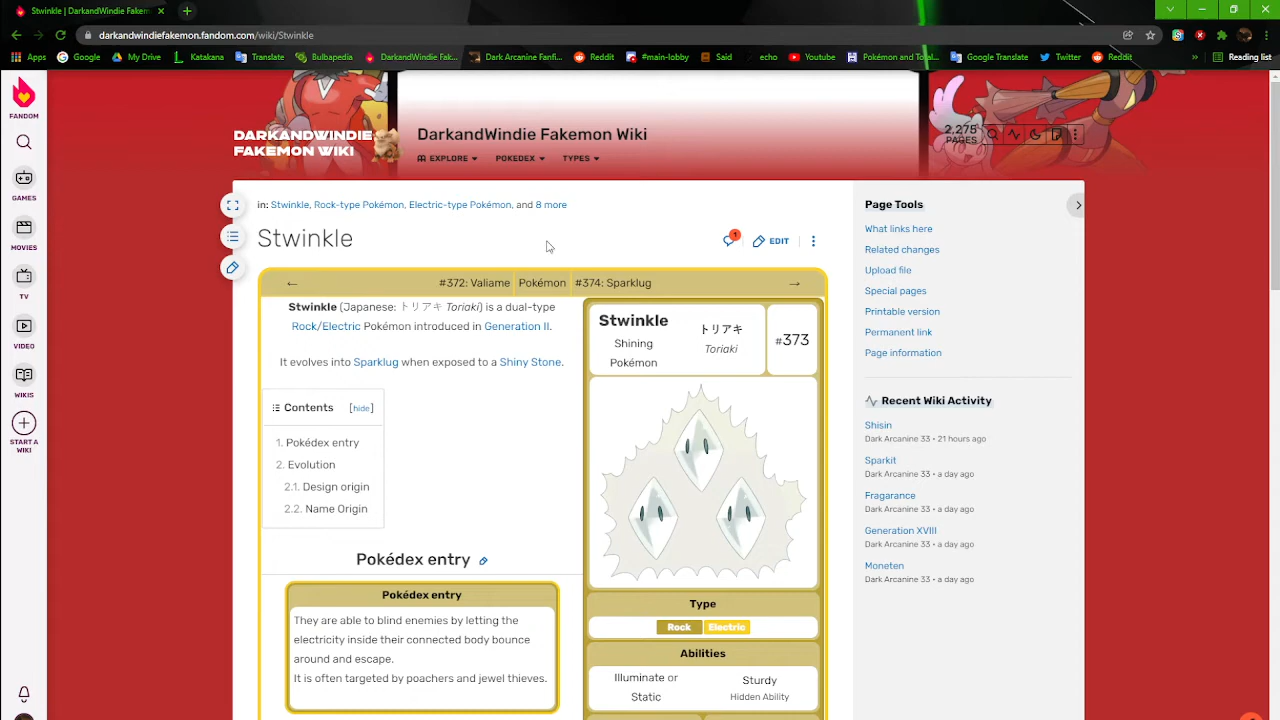 Stwinkle | DarkandWindie Fakem
darkandwindiefakemon.fandom.com/wiki/Stwinkle
Apps
Google
My Drive
Katakana
Translate
Bulbapedia
DarkandWindie Fak...
Dark Arcanine Fanfi...
Reddit
#main-lobby
Said
echo
Youtube
Pokémon and Total...
Google Translate
Twitter
Reddit
»
Reading list
FANDOM
GAMES
MOVIES
TV
VIDEO
WIKIS
START A
WIKI
DARKANDWINDIE
FAKEMON WIKI
DarkandWindie Fakemon Wiki
EXPLORE
POKEDEX
TYPES
2,275
PAGES
in: Stwinkle, Rock-type Pokémon, Electric-type Pokémon, and 8 more
Stwinkle
1
EDIT
← #372: Valiame Pokémon #374: Sparklug →
Stwinkle (Japanese: トリアキ Toriaki) is a dual-type
Rock/Electric Pokémon introduced in Generation II.
It evolves into Sparklug when exposed to a Shiny Stone.
Contents [hide]
1. Pokédex entry
2. Evolution
2.1. Design origin
2.2. Name Origin
Pokédex entry
Pokédex entry
They are able to blind enemies by letting the
electricity inside their connected body bounce
around and escape.
It is often targeted by poachers and jewel thieves.
Stwinkle
Shining
Pokémon
トリアキ
Toriaki
#373
Type
Rock Electric
Abilities
Illuminate or
Static
Sturdy
Hidden Ability
Page Tools
What links here
Related changes
Upload file
Special pages
Printable version
Permanent link
Page information
Recent Wiki Activity
Shisin
Dark Arcanine 33 • 21 hours ago
Sparkit
Dark Arcanine 33 • a day ago
Fragarance
Dark Arcanine 33 • a day ago
Generation XVIII
Dark Arcanine 33 • a day ago
Moneten
Dark Arcanine 33 • a day ago